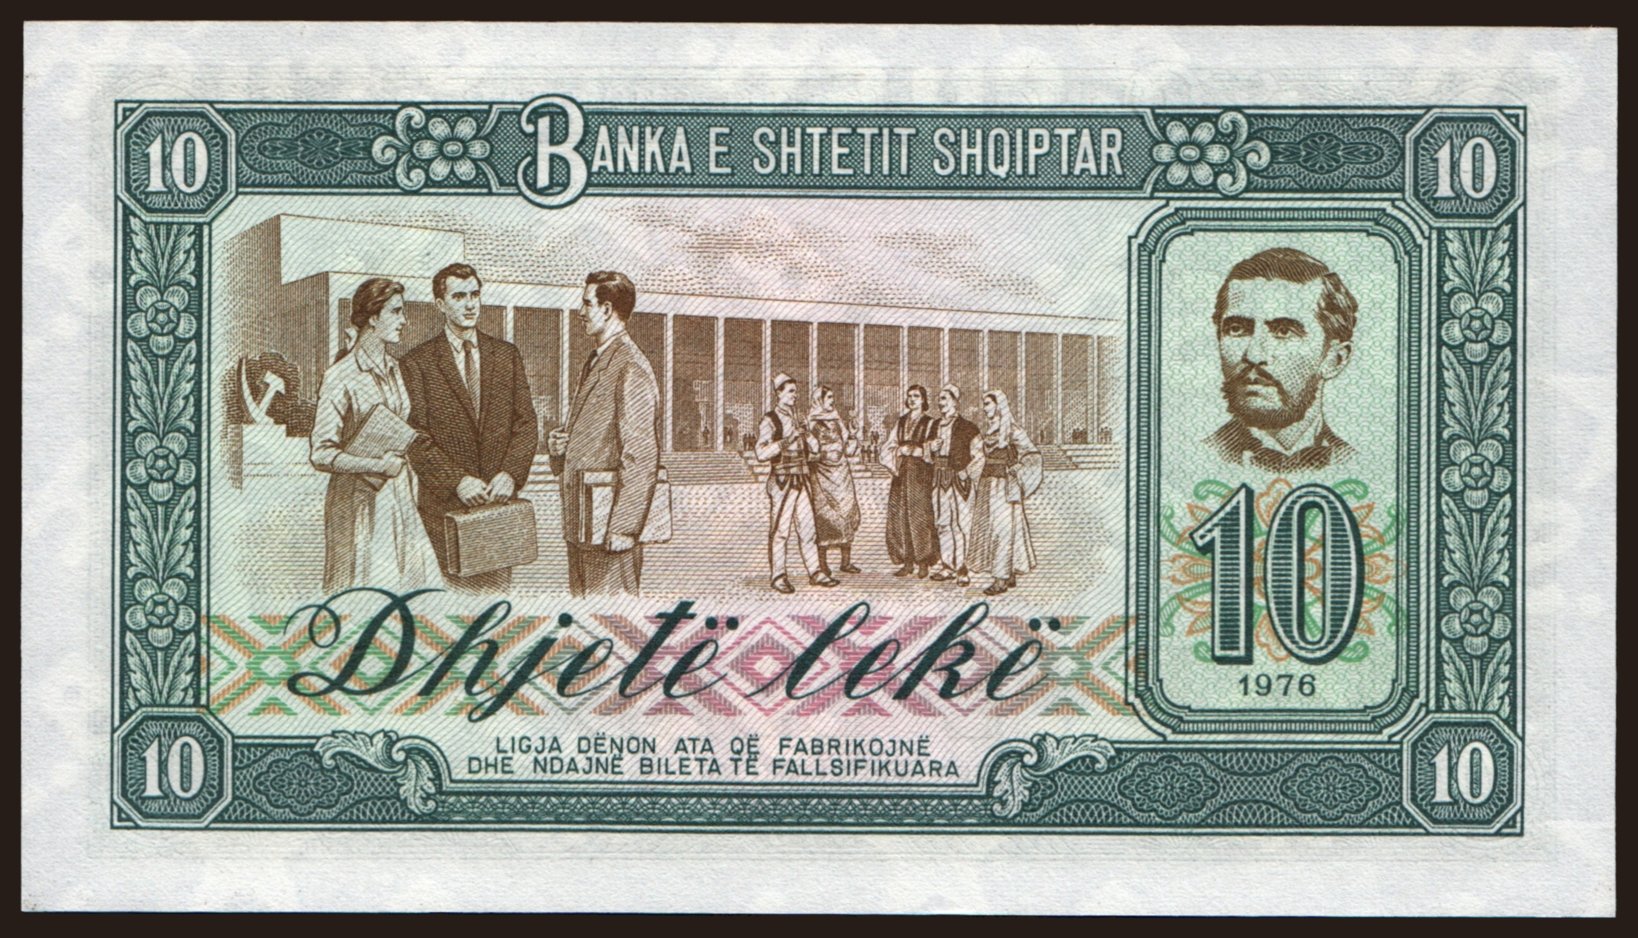 10 BANKA E SHTETIT SHQIPTAR 10
Dhjetë lekë
10
1976
LIGJA DËNON ATA QË FABRIKOJNË
DHE NDAJNË BILETA TË FALLSIFIKUARA
10 10